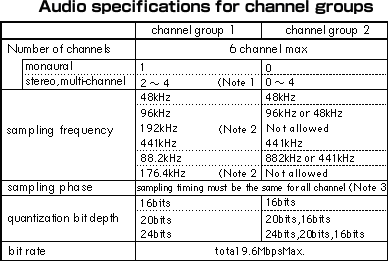 Audio specifications for channel groups
channel group 1 channel group 2
Number of channels 6 channel max
monaural 1 0
stereo,multi-channel 2 ~ 4 (Note 1 0 ~ 4
48kHz 48kHz
96kHz 96kHz or 48kHz
sampling frequency 192kHz (Note 2 Not allowed
441kHz 441kHz
88.2kHz 882kHz or 441kHz
176.4kHz (Note 2 Not allowed
sampling phase sampling timing must be the same for all channel (Note 3
16bits 16bits
quantization bit depth 20bits 20bits,16bits
24bits 24bits,20bits,16bits
bit rate total9.6MbpsMax.